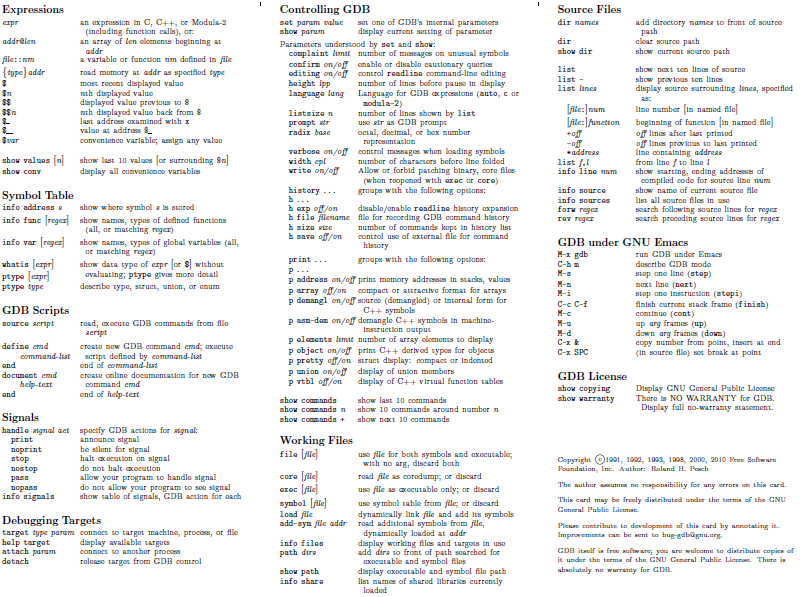 Expressions
expr an expression in C, C++, or Modula-2
(including function calls), or:
addr@len an array of len elements beginning at
addr
file::nm a variable or function nm defined in file
{type}addr read memory at addr as specified type
$ most recent displayed value
$n nth displayed value
$$ displayed value previous to $
$$n nth displayed value back from $
$_ last address examined with x
$__ value at address $_
$var convenience variable; assign any value
show values [n] show last 10 values [or surrounding $n]
show conv display all convenience variables
Symbol Table
info address s show where symbol s is stored
info func [regex] show names, types of defined functions
(all, or matching regex)
info var [regex] show names, types of global variables (all,
or matching regex)
whatis [expr] show data type of expr [or $] without
evaluating; ptype gives more detail
ptype [expr]
ptype type describe type, struct, union, or enum
GDB Scripts
source script read, execute GDB commands from file
script
define cmd create new GDB command cmd; execute
command-list script defined by command-list
end end of command-list
document cmd create online documentation for new GDB
help-text command cmd
end end of help-text
Signals
handle signal act specify GDB actions for signal:
print announce signal
noprint be silent for signal
stop halt execution on signal
nostop do not halt execution
pass allow your program to handle signal
nopass do not allow your program to see signal
info signals show table of signals, GDB action for each
Debugging Targets
target type param connect to target machine, process, or file
help target display available targets
attach param connect to another process
detach release target from GDB control
Controlling GDB
set param value set one of GDB's internal parameters
show param display current setting of parameter
Parameters understood by set and show:
complaint limit number of messages on unusual symbols
confirm on/off enable or disable cautionary queries
editing on/off control readline command-line editing
height lpp number of lines before pause in display
language lang Language for GDB expressions (auto, c or
modula-2)
listsize n number of lines shown by list
prompt str use str as GDB prompt
radix base octal, decimal, or hex number
representation
verbose on/off control messages when loading symbols
width cpl number of characters before line folded
write on/off Allow or forbid patching binary, core files
(when reopened with exec or core)
history ... groups with the following options:
h ...
h exp on/off disable/enable readline history expansion
h file filename file for recording GDB command history
h size size number of commands kept in history list
h save on/off control use of external file for command
history
print ... groups with the following options:
p ...
p address on/off print memory addresses in stacks, values
p array on/off compact or attractive format for arrays
p demangl on/off source (demangled) or internal form for
C++ symbols
p asm-dem on/off demangle C++ symbols in machine-
instruction output
p elements limit number of array elements to display
p object on/off print C++ derived types for objects
p pretty on/off struct display: compact or indented
p union on/off display of union members
p vtbl on/off display of C++ virtual function tables
show commands show last 10 commands
show commands n show 10 commands around number n
show commands + show next 10 commands
Working Files
file [file] use file for both symbols and executable;
with no arg, discard both
core [file] read file as coredump; or discard
exec [file] use file as executable only; or discard
symbol [file] use symbol table from file; or discard
load file dynamically link file and add its symbols
add-sym file addr read additional symbols from file,
dynamically loaded at addr
info files display working files and targets in use
path dirs add dirs to front of path searched for
executable and symbol files
show path display executable and symbol file path
info share list names of shared libraries currently
loaded
Source Files
dir names add directory names to front of source
path
dir clear source path
show dir show current source path
list show next ten lines of source
list - show previous ten lines
list lines display source surrounding lines, specified
as:
[file:]num line number [in named file]
[file:]function beginning of function [in named file]
+off off lines after last printed
-off off lines previous to last printed
*address line containing address
list f,l from line f to line l
info line num show starting, ending addresses of
compiled code for source line num
info source show name of current source file
info sources list all source files in use
forw regex search following source lines for regex
rev regex search preceding source lines for regex
GDB under GNU Emacs
M-x gdb run GDB under Emacs
C-h m describe GDB mode
M-s step one line (step)
M-n next line (next)
M-i step one instruction (stepi)
C-c C-f finish current stack frame (finish)
M-c continue (cont)
M-u up arg frames (up)
M-d down arg frames (down)
C-x & copy number from point, insert at end
C-x SPC (in source file) set break at point
GDB License
show copying Display GNU General Public License
show warranty There is NO WARRANTY for GDB.
Display full no-warranty statement.
Copyright ©1991, 1992, 1993, 1998, 2000, 2010 Free Software
Foundation, Inc. Author: Roland H. Pesch
The author assumes no responsibility for any errors on this card.
This card may be freely distributed under the terms of the GNU
General Public License.
Please contribute to development of this card by annotating it.
Improvements can be sent to bug-gdb@gnu.org.
GDB itself is free software; you are welcome to distribute copies of
it under the terms of the GNU General Public License. There is
absolutely no warranty for GDB.